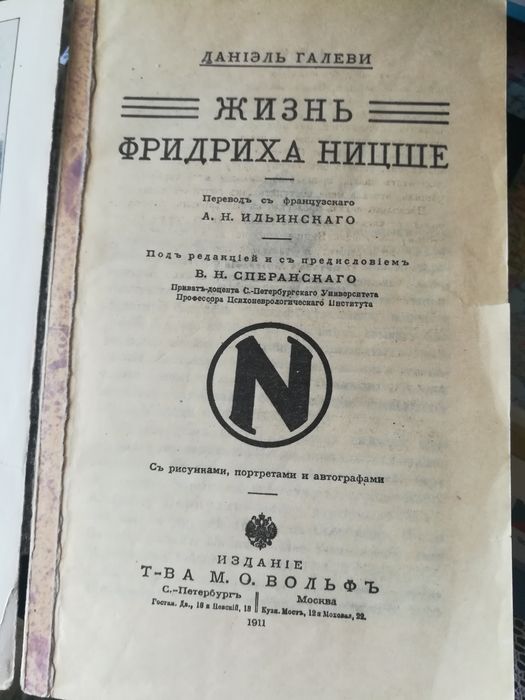 ДАНІЭЛЬ ГАЛЕВИ
ЖИЗНЬ
ФРИДРИХА НИЦШЕ
Переводъ съ французскаго
А. Н. ИЛЬИНСКАГО
Подъ редакціей и съ предисловіемъ
В. Н. СПЕРАНСКАГО
Приватъ-доцента С.-Петербургскаго Университета
Профессора Психоневрологическаго Института
N
Съ рисунками, портретами и автографами
ИЗДАНІЕ
Т-ВА М. О. ВОЛЬФЪ
С.-Петербургъ Москва
Гостин. Дв., 18 и Невскій, 13 Кузн. Мостъ, 12 и Моховая, 22.
1911